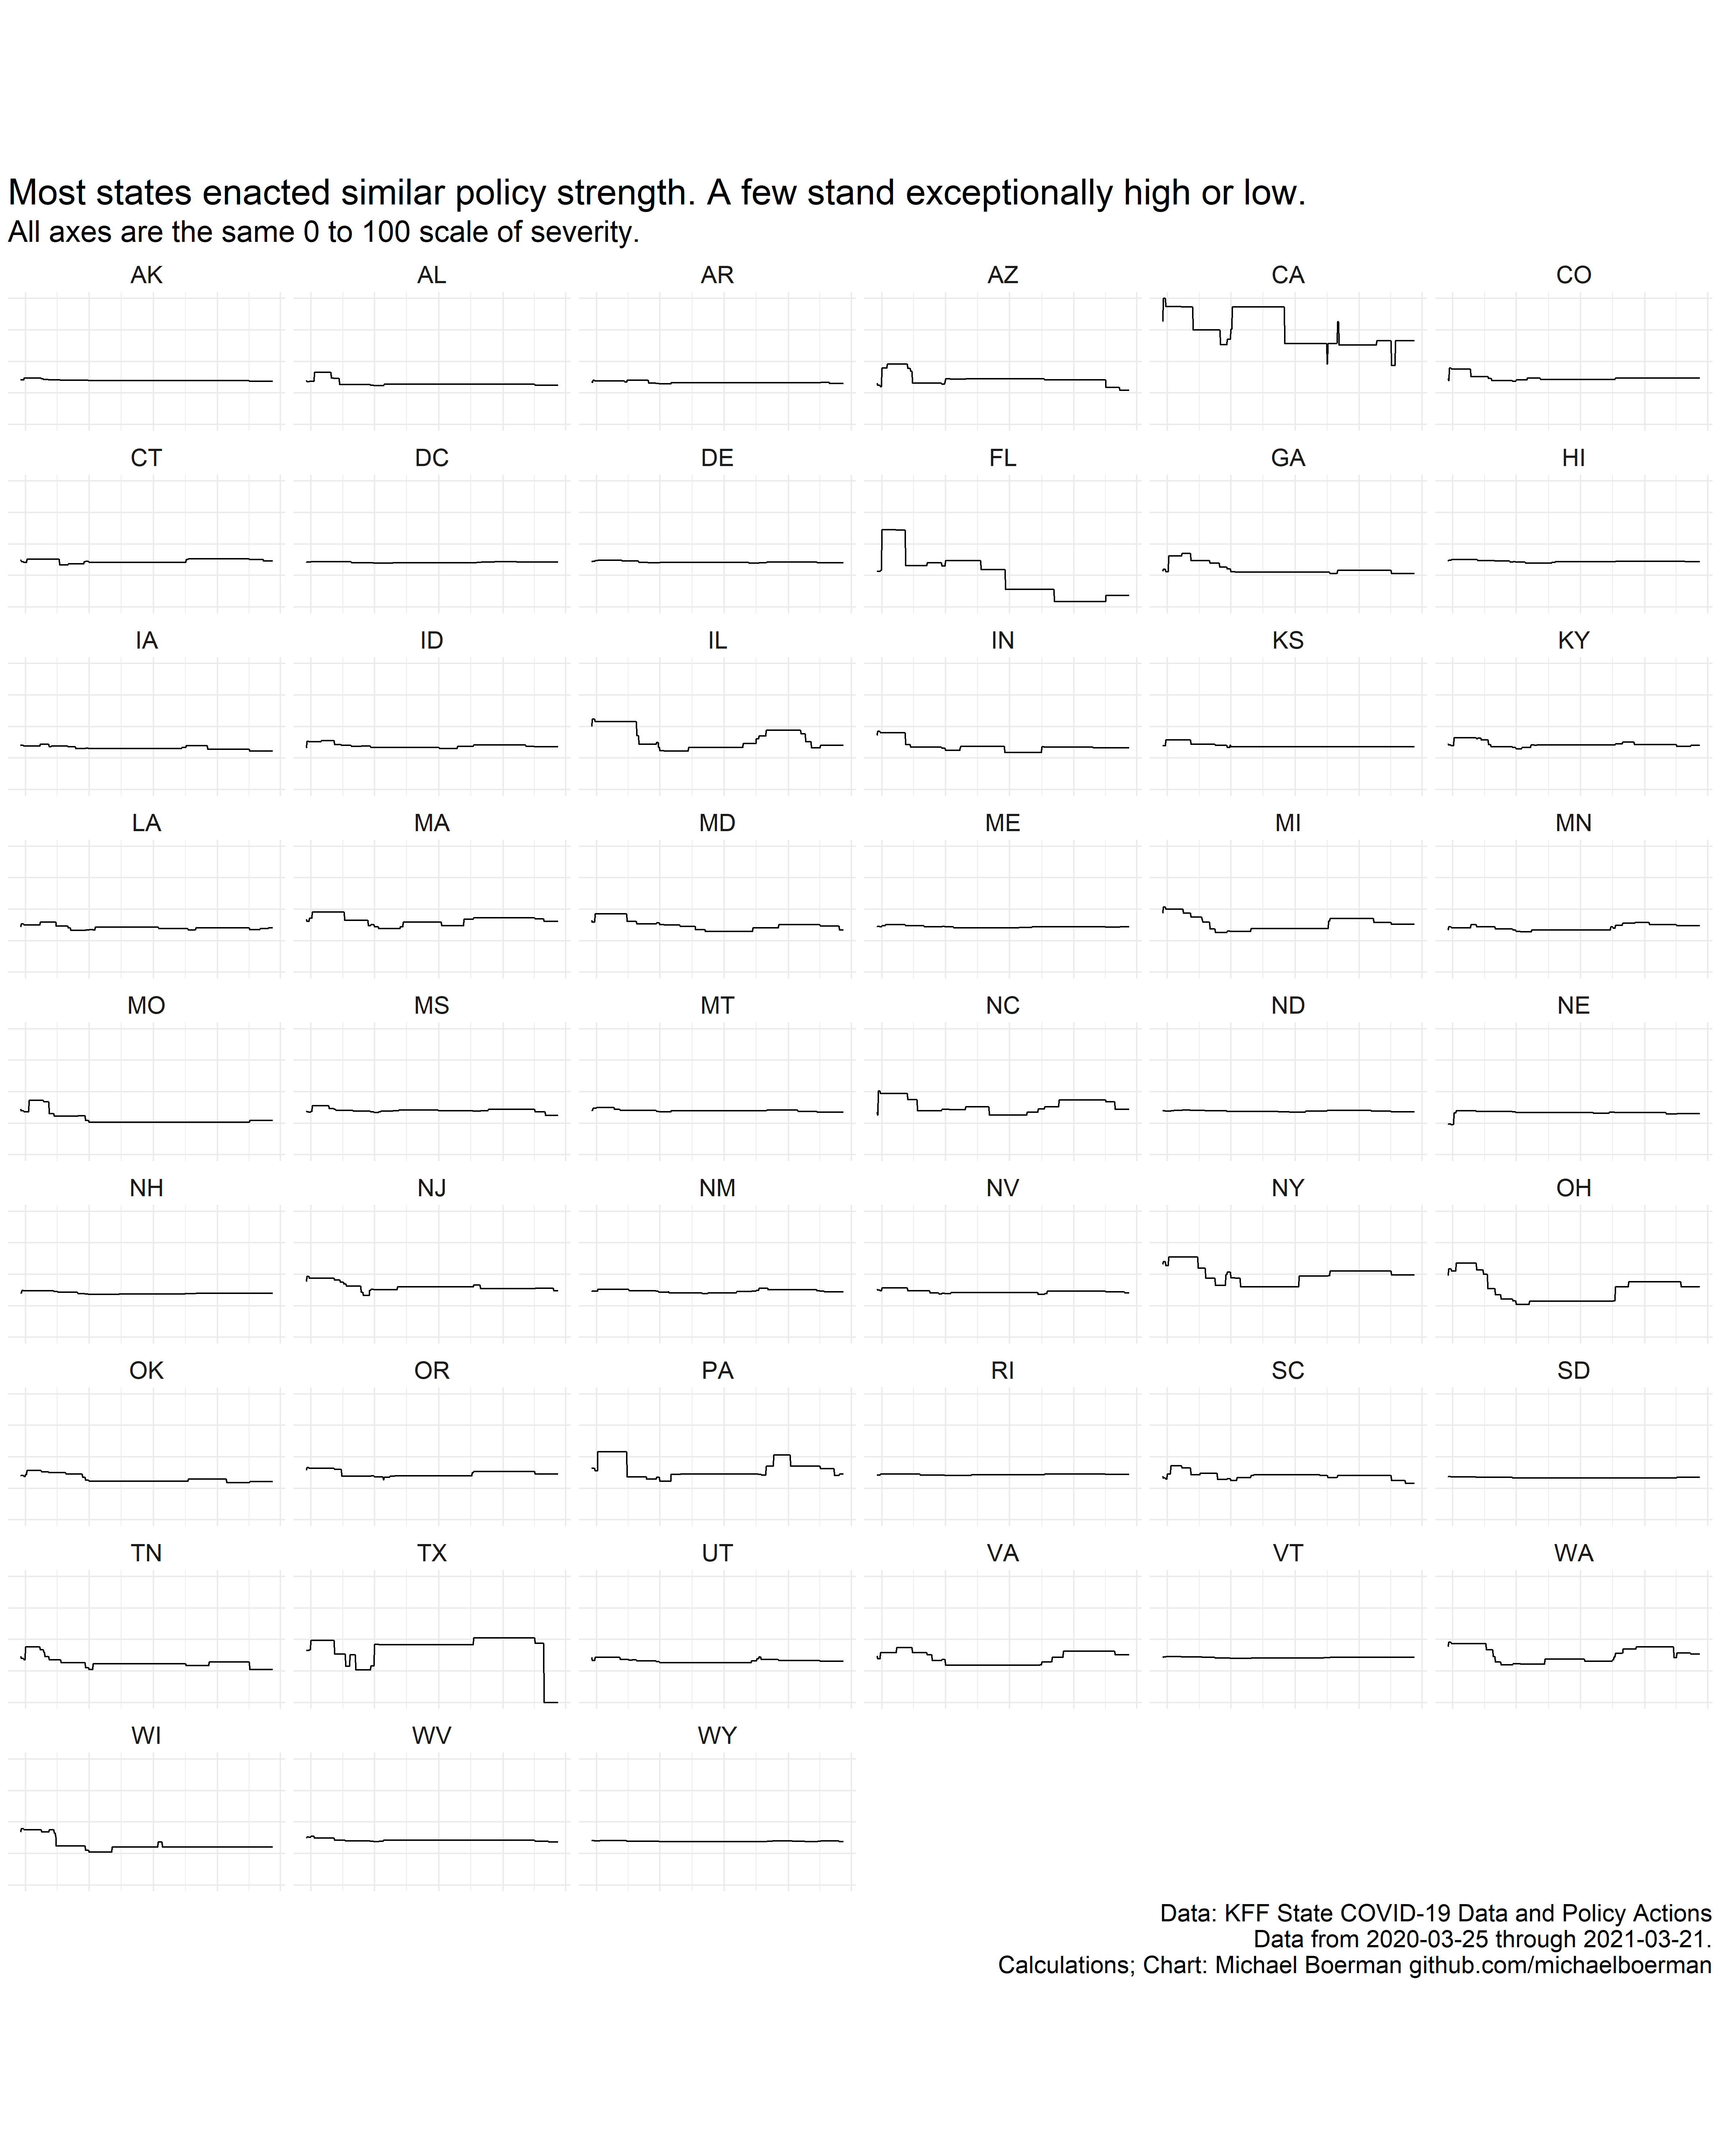 Most states enacted similar policy strength. A few stand exceptionally high or low.
All axes are the same 0 to 100 scale of severity.
AK AL AR AZ CA CO
CT DC DE FL GA HI
IA ID IL IN KS KY
LA MA MD ME MI MN
MO MS MT NC ND NE
NH NJ NM NV NY OH
OK OR PA RI SC SD
TN TX UT VA VT WA
WI WV WY
Data: KFF State COVID-19 Data and Policy Actions
Data from 2020-03-25 through 2021-03-21.
Calculations; Chart: Michael Boerman github.com/michaelboerman